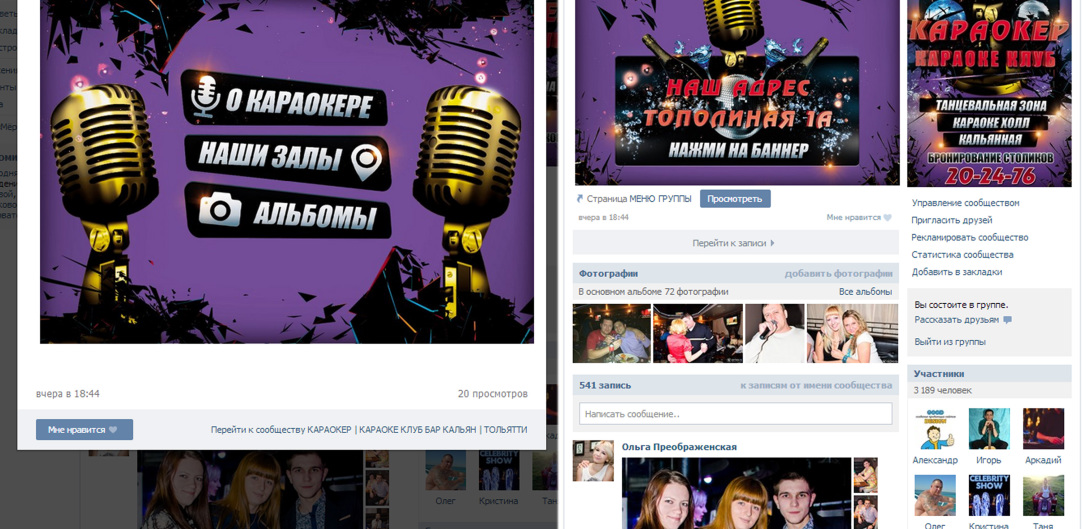 О КАРАОКЕРЕ
НАШИ ЗАЛЫ
АЛЬБОМЫ
вчера в 18:44
20 просмотров
Мне нравится
Перейти к сообществу КАРАОКЕР | КАРАОКЕ КЛУБ БАР КАЛЬЯН | ТОЛЬЯТТИ
CELEBRITY SHOW
Олег
Кристина
Таня
НАШ АДРЕС
ТОПОЛИНАЯ 1А
НАЖМИ НА БАННЕР
Страница МЕНЮ ГРУППЫ
Просмотреть
вчера в 18:44
Мне нравится
Перейти к записи
Фотографии
добавить фотографии
В основном альбоме 72 фотографии
Все альбомы
541 запись
к записям от имени сообщества
Написать сообщение..
Ольга Преображенская
КАРАОКЕР
КАРАОКЕ КЛУБ
ТАНЦЕВАЛЬНАЯ ЗОНА
КАРАОКЕ ХОЛЛ
КАЛЬЯННАЯ
БРОНИРОВАНИЕ СТОЛИКОВ
20-24-76
Управление сообществом
Пригласить друзей
Рекламировать сообщество
Статистика сообщества
Добавить в закладки
Вы состоите в группе.
Рассказать друзьям
Выйти из группы
Участники
3 189 человек
Александр
Игорь
Аркадий
CELEBRITY SHOW
Олег
Кристина
Таня